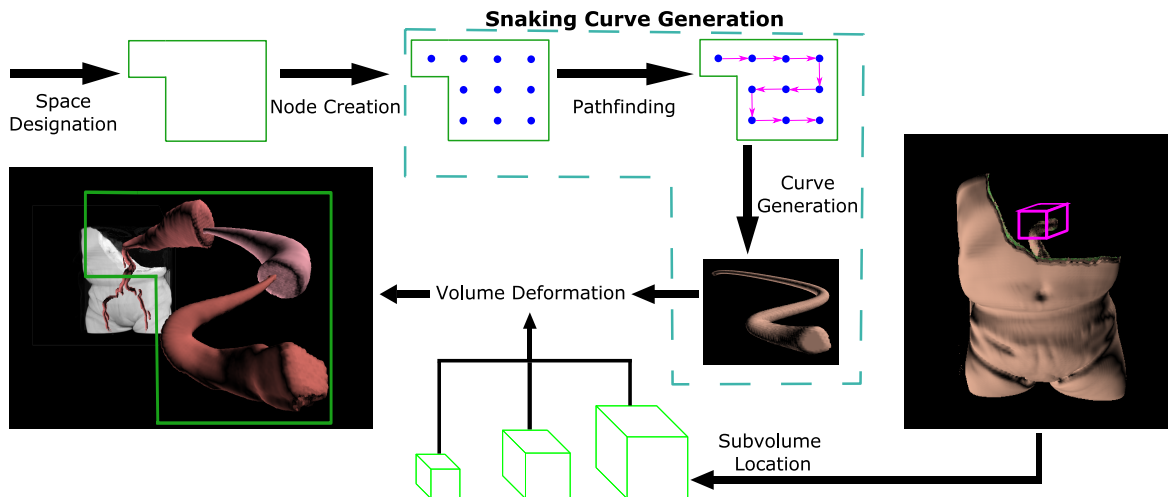 Snaking Curve Generation
Space
Designation
Node Creation
Pathfinding
Curve
Generation
Volume Deformation
Subvolume
Location